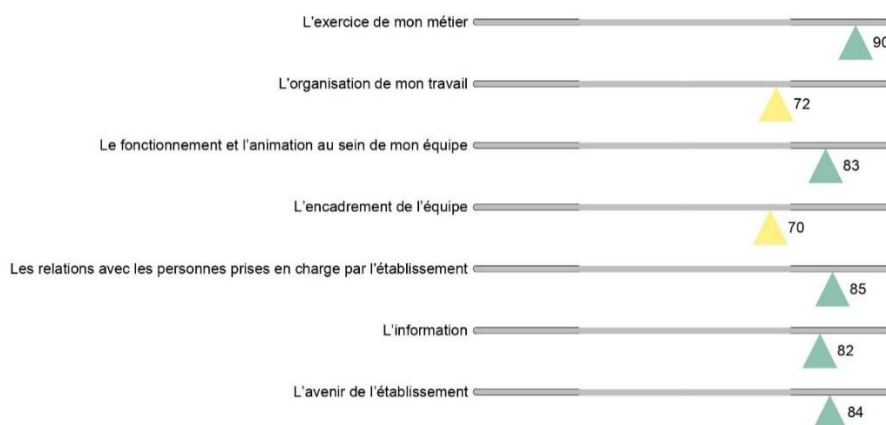 L'exercice de mon métier
90
L'organisation de mon travail
72
Le fonctionnement et l'animation au sein de mon équipe
83
L'encadrement de l'équipe
70
Les relations avec les personnes prises en charge par l'établissement
85
L'information
82
L'avenir de l'établissement
84